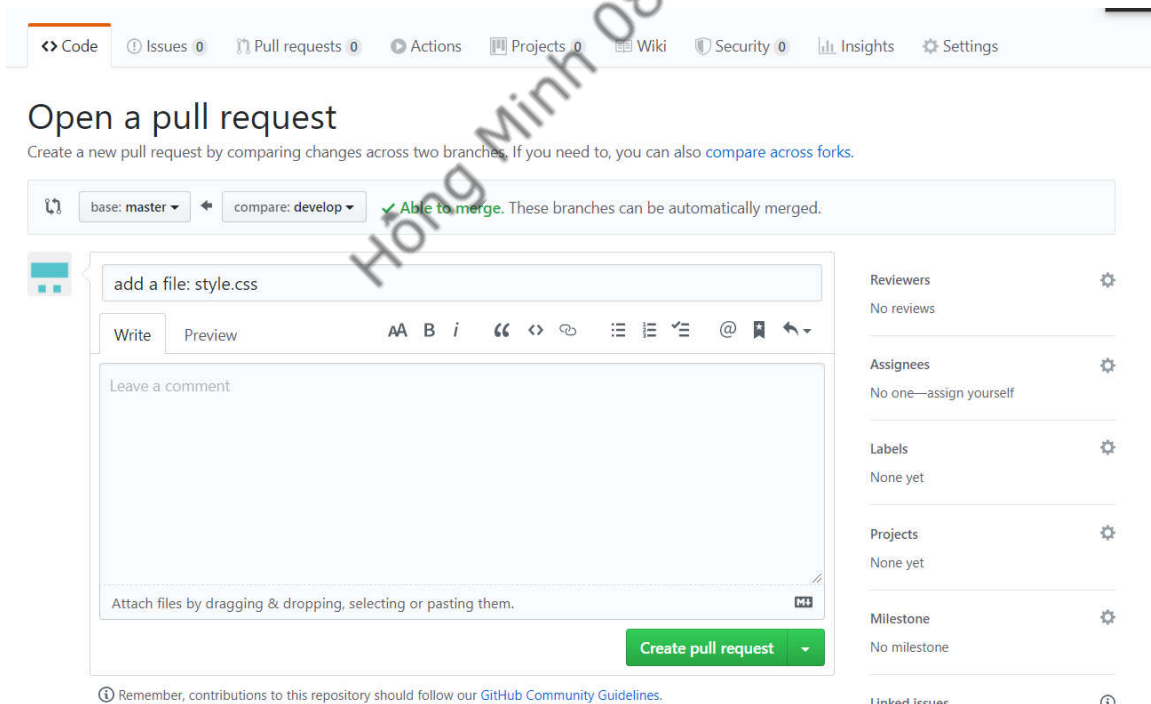 Code Issues 0 Pull requests 0 Actions Projects 0 Wiki Security 0 Insights Settings
Open a pull request
Create a new pull request by comparing changes across two branches. If you need to, you can also compare across forks.
base: master compare: develop Able to merge. These branches can be automatically merged.
add a file: style.css
Write Preview AA B i
Leave a comment
Attach files by dragging & dropping, selecting or pasting them.
M↓
Create pull request
Remember, contributions to this repository should follow our GitHub Community Guidelines.
Reviewers
No reviews
Assignees
No one—assign yourself
Labels
None yet
Projects
None yet
Milestone
No milestone
Linked issues
Hồng Minh